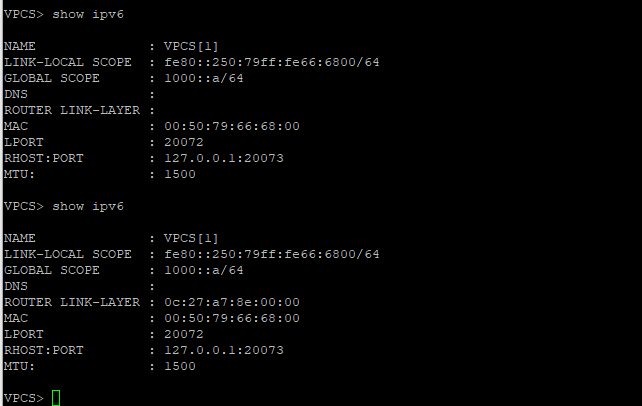 VPCS> show ipv6
NAME : VPCS[1]
LINK-LOCAL SCOPE : fe80::250:79ff:fe66:6800/64
GLOBAL SCOPE : 1000::a/64
DNS :
ROUTER LINK-LAYER :
MAC : 00:50:79:66:68:00
LPORT : 20072
RHOST:PORT : 127.0.0.1:20073
MTU: : 1500
VPCS> show ipv6
NAME : VPCS[1]
LINK-LOCAL SCOPE : fe80::250:79ff:fe66:6800/64
GLOBAL SCOPE : 1000::a/64
DNS :
ROUTER LINK-LAYER : 0c:27:a7:8e:00:00
MAC : 00:50:79:66:68:00
LPORT : 20072
RHOST:PORT : 127.0.0.1:20073
MTU: : 1500
VPCS>